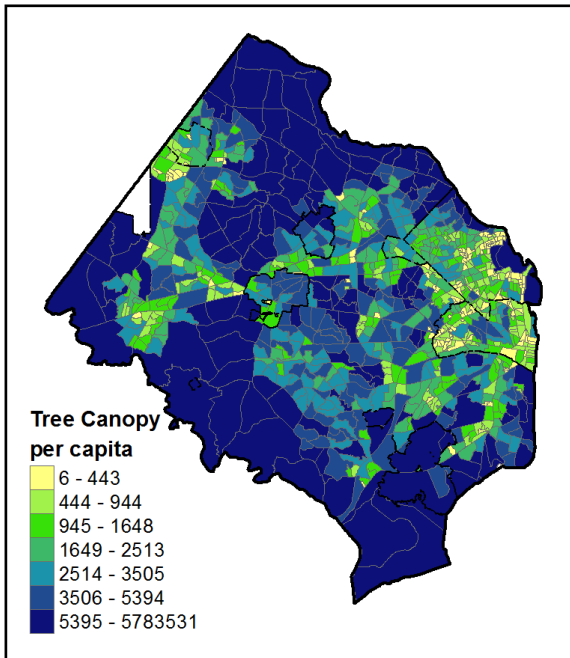 Tree Canopy
per capita
6 - 443
444 - 944
945 - 1648
1649 - 2513
2514 - 3505
3506 - 5394
5395 - 5783531